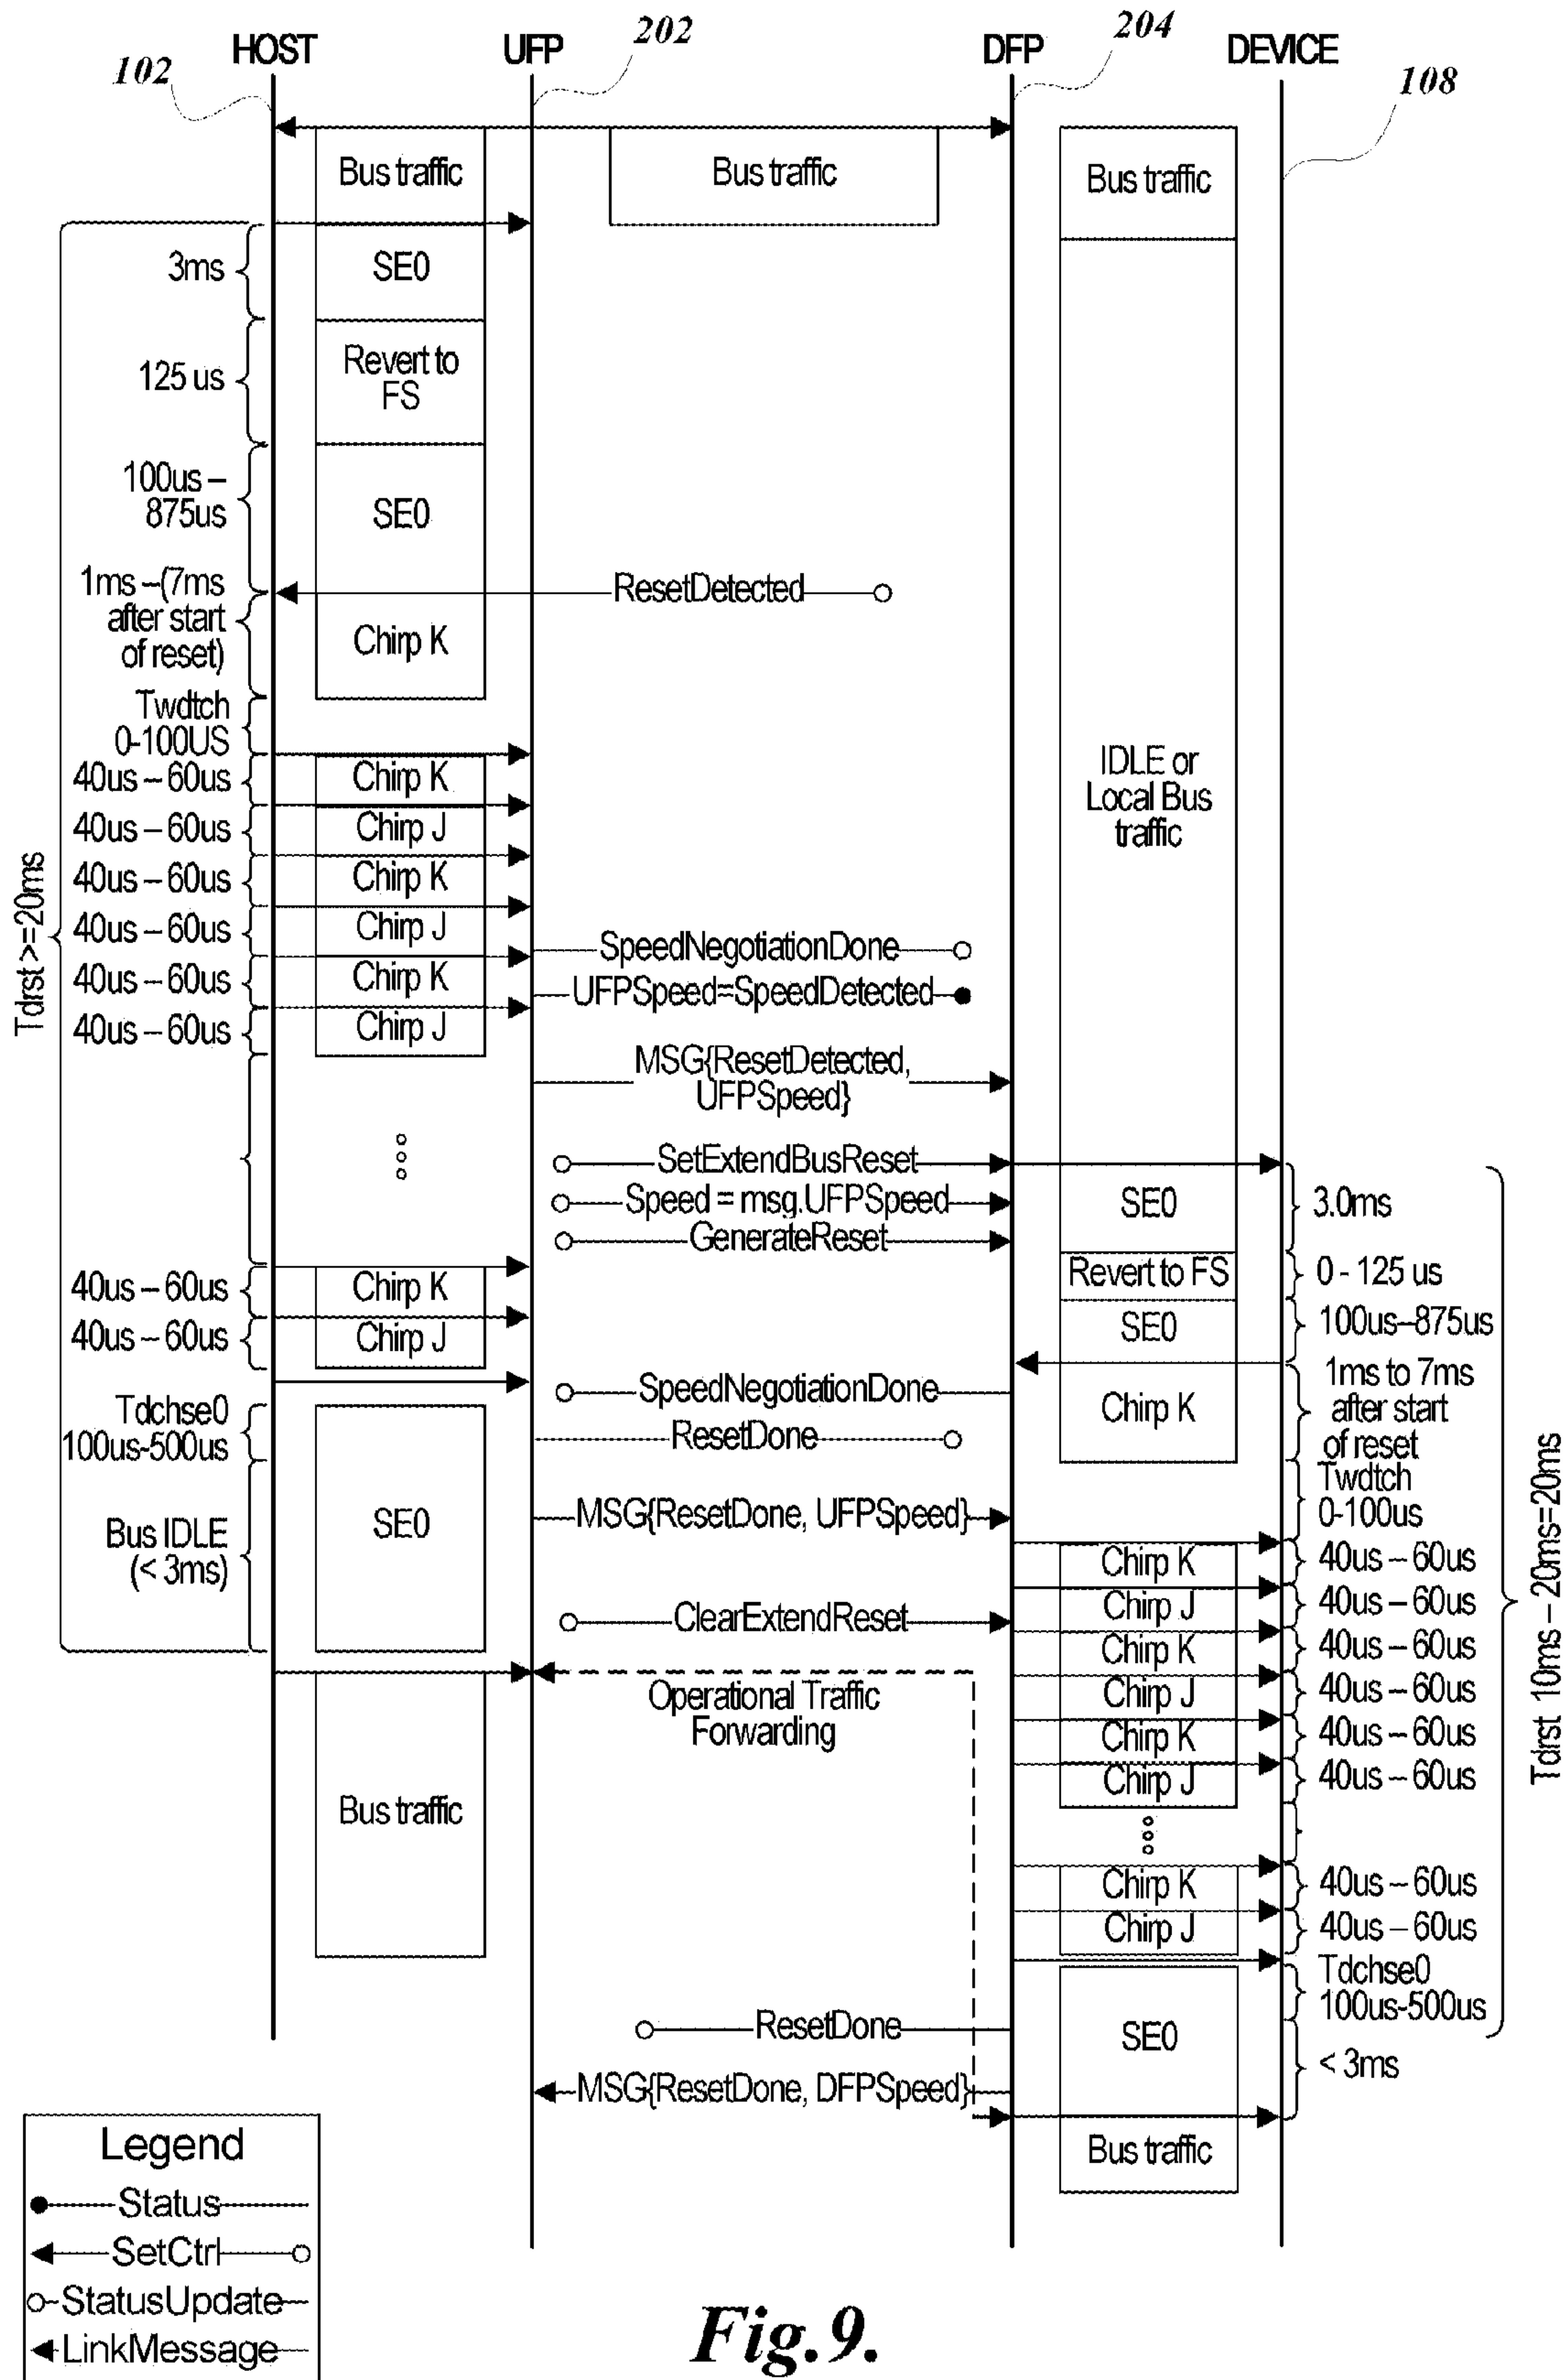 HOST
UFP
DFP
DEVICE
102
202
204
108
Bus traffic
Bus traffic
Bus traffic
3ms
SE0
125 us
Revert to
FS
100us –
875us
SE0
1ms –(7ms
after start
of reset)
ResetDetected
Chirp K
Twdtch
0-100US
40us – 60us
Chirp K
40us – 60us
Chirp J
40us – 60us
Chirp K
40us – 60us
Chirp J
40us – 60us
Chirp K
40us – 60us
Chirp J
Tdrst >=20ms
IDLE or
Local Bus
traffic
SpeedNegotiationDone
UFPSpeed=SpeedDetected
MSG{ResetDetected,
UFPSpeed}
SetExtendBusReset
Speed = msg.UFPSpeed
GenerateReset
SE0
3.0ms
Revert to FS
0 - 125 us
SE0
100us–875us
40us – 60us
Chirp K
40us – 60us
Chirp J
SpeedNegotiationDone
Chirp K
1ms to 7ms
after start
of reset
Tdchse0
100us-500us
ResetDone
Twdtch
0-100us
SE0
Bus IDLE
(< 3ms)
MSG{ResetDone, UFPSpeed}
Chirp K
40us – 60us
Chirp J
40us – 60us
Chirp K
40us – 60us
Chirp J
40us – 60us
Chirp K
40us – 60us
Chirp J
40us – 60us
Tdrst 10ms – 20ms=20ms
ClearExtendReset
Operational Traffic
Forwarding
Bus traffic
Chirp K
40us – 60us
Chirp J
40us – 60us
Tdchse0
100us-500us
ResetDone
SE0
< 3ms
MSG{ResetDone, DFPSpeed}
Bus traffic
Legend
Status
SetCtrl
StatusUpdate
LinkMessage
Fig.9.